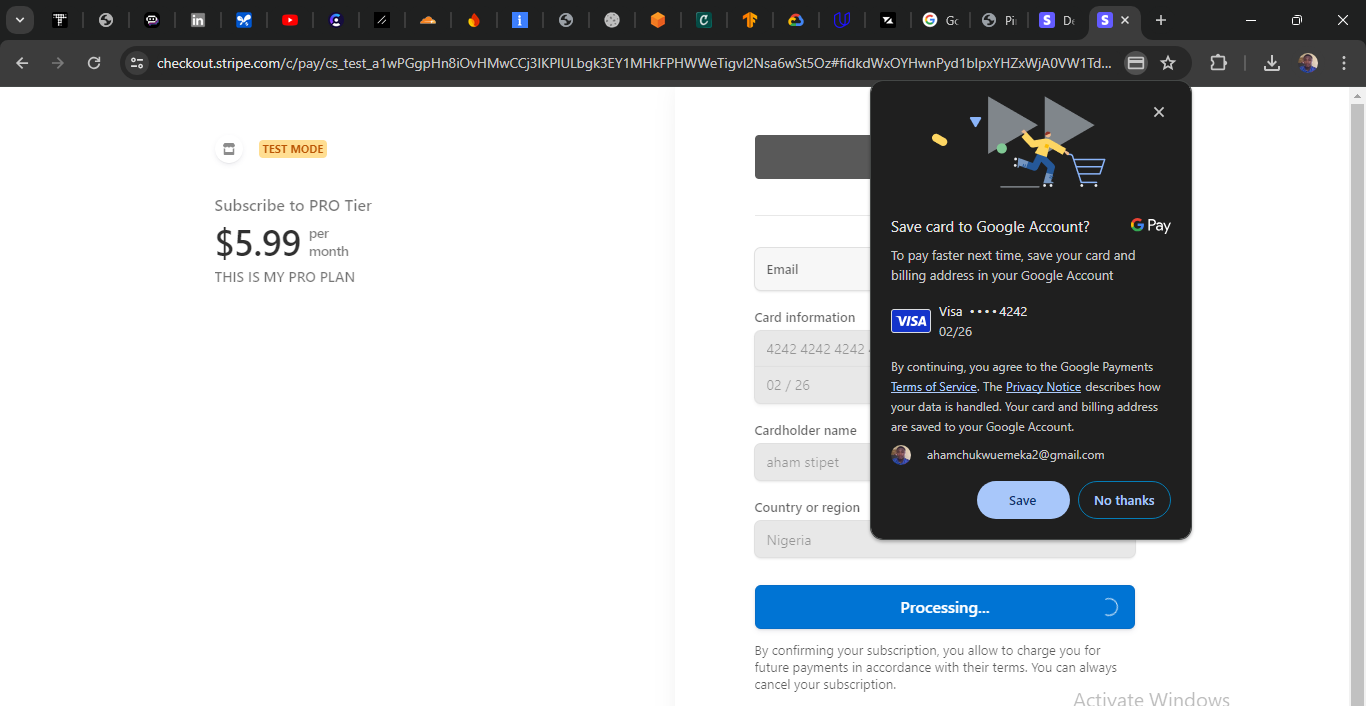 Gc
Pi
De
checkout.stripe.com/c/pay/cs_test_a1wPGgpHn8iOvHMwCCj3IKPlULbgk3EY1MHkFPHWWeTigvI2Nsa6wSt5Oz#fidkdWxOYHwnPyd1blpxYHZxWjA0VW1Td...
TEST MODE
Subscribe to PRO Tier
$5.99 per
month
THIS IS MY PRO PLAN
Email
Card information
4242 4242 4242
02 / 26
Cardholder name
aham stipet
Country or region
Nigeria
Processing...
By confirming your subscription, you allow to charge you for
future payments in accordance with their terms. You can always
cancel your subscription.
Save card to Google Account?
G Pay
To pay faster next time, save your card and
billing address in your Google Account
VISA
Visa •••• 4242
02/26
By continuing, you agree to the Google Payments
Terms of Service. The Privacy Notice describes how
your data is handled. Your card and billing address
are saved to your Google Account.
ahamchukwuemeka2@gmail.com
Save
No thanks
Activate Windows